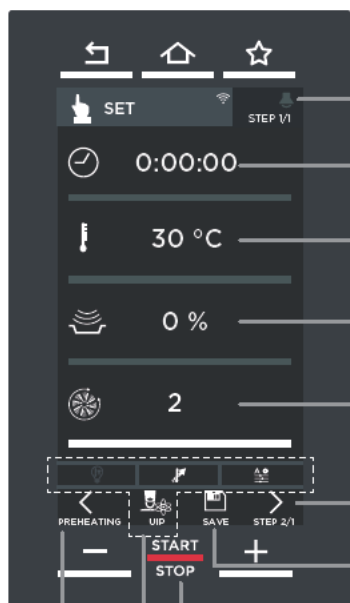 SET
STEP 1/1
0:00:00
30 °C
0 %
2
PREHEATING UIP SAVE STEP 2/1
START
STOP